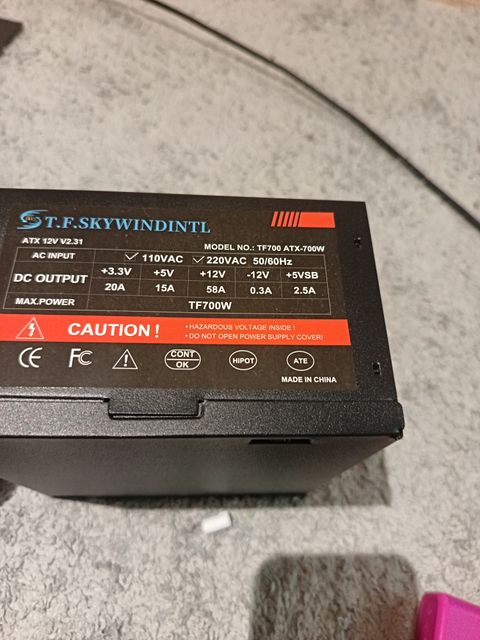 T.F.SKYWINDINTL
ATX 12V V2.31
MODEL NO.: TF700 ATX-700W
AC INPUT ✓ 110VAC ✓ 220VAC 50/60Hz
DC OUTPUT +3.3V +5V +12V -12V +5VSB
20A 15A 58A 0.3A 2.5A
MAX.POWER TF700W
CAUTION !
• HAZARDOUS VOLTAGE INSIDE !
• DO NOT OPEN POWER SUPPLY COVER!
CE FC CONT OK HIPOT ATE
MADE IN CHINA